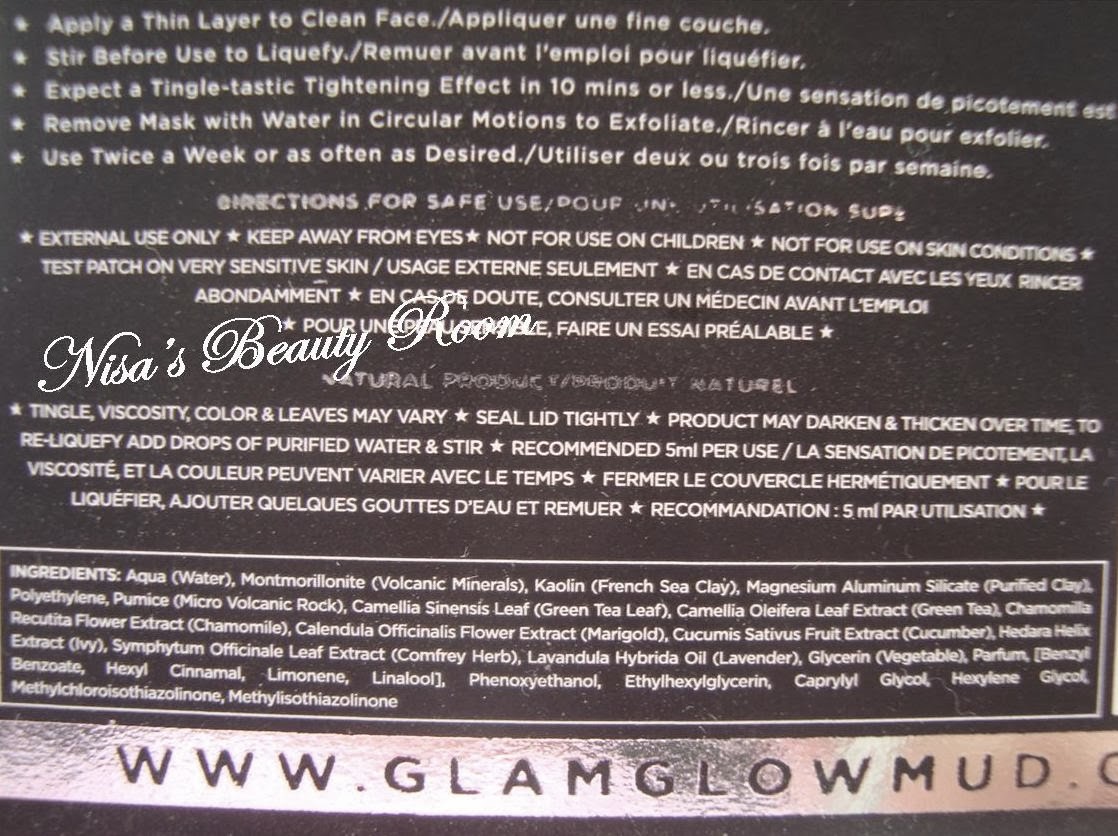 ★ Apply a Thin Layer to Clean Face./Appliquer une fine couche.
★ Stir Before Use to Liquefy./Remuer avant l'emploi pour liquéfier.
★ Expect a Tingle-tastic Tightening Effect in 10 mins or less./Une sensation de picotement est
★ Remove Mask with Water in Circular Motions to Exfoliate./Rincer à l'eau pour exfolier.
★ Use Twice a Week or as often as Desired./Utiliser deux ou trois fois par semaine.
DIRECTIONS FOR SAFE USE/POUR UNE UTILISATION
★ EXTERNAL USE ONLY ★ KEEP AWAY FROM EYES★ NOT FOR USE ON CHILDREN ★ NOT FOR USE ON SKIN CONDITIONS ★
TEST PATCH ON VERY SENSITIVE SKIN / USAGE EXTERNE SEULEMENT ★ EN CAS DE CONTACT AVEC LES YEUX RINCER
ABONDAMMENT ★ EN CAS DE DOUTE, CONSULTER UN MÉDECIN AVANT L'EMPLOI
★ POUR UNE PEAU SENSIBLE, FAIRE UN ESSAI PRÉALABLE ★
Nisa's Beauty Room
NATURAL PRODUCT/PRODUIT NATUREL
★ TINGLE, VISCOSITY, COLOR & LEAVES MAY VARY ★ SEAL LID TIGHTLY ★ PRODUCT MAY DARKEN & THICKEN OVER TIME, TO
RE-LIQUEFY ADD DROPS OF PURIFIED WATER & STIR ★ RECOMMENDED 5ml PER USE / LA SENSATION DE PICOTEMENT, LA
VISCOSITÉ, ET LA COULEUR PEUVENT VARIER AVEC LE TEMPS ★ FERMER LE COUVERCLE HERMÉTIQUEMENT ★ POUR LE
LIQUÉFIER, AJOUTER QUELQUES GOUTTES D'EAU ET REMUER ★ RECOMMANDATION : 5 ml PAR UTILISATION ★
INGREDIENTS: Aqua (Water), Montmorillonite (Volcanic Minerals), Kaolin (French Sea Clay), Magnesium Aluminum Silicate (Purified Clay),
Polyethylene, Pumice (Micro Volcanic Rock), Camellia Sinensis Leaf (Green Tea Leaf), Camellia Oleifera Leaf Extract (Green Tea), Chamomilla
Recutita Flower Extract (Chamomile), Calendula Officinalis Flower Extract (Marigold), Cucumis Sativus Fruit Extract (Cucumber), Hedara Helix
Extract (Ivy), Symphytum Officinale Leaf Extract (Comfrey Herb), Lavandula Hybrida Oil (Lavender), Glycerin (Vegetable), Parfum, [Benzyl
Benzoate, Hexyl Cinnamal, Limonene, Linalool], Phenoxyethanol, Ethylhexylglycerin, Caprylyl Glycol, Hexylene Glycol,
Methylchloroisothiazolinone, Methylisothiazolinone
WWW.GLAMGLOWMUD.C